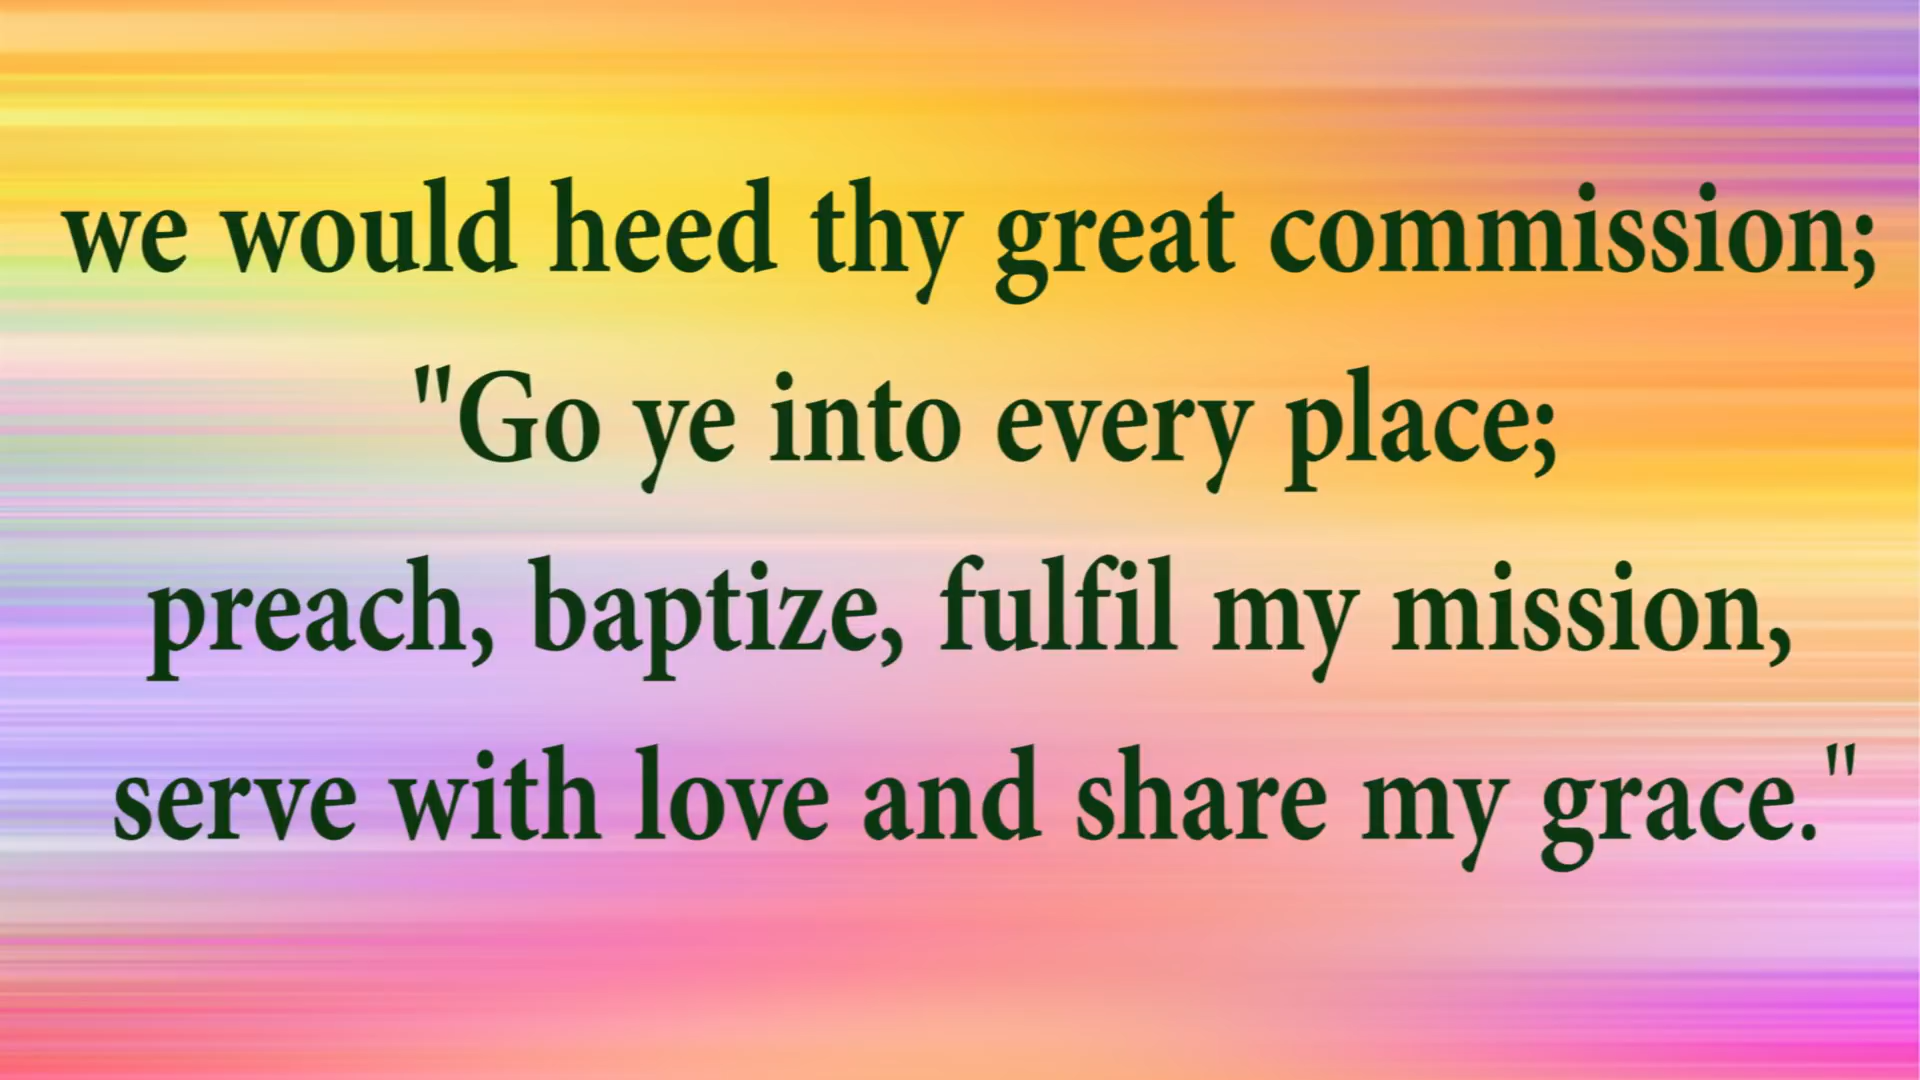 we would heed thy great commission;
"Go ye into every place;
preach, baptize, fulfil my mission,
serve with love and share my grace."